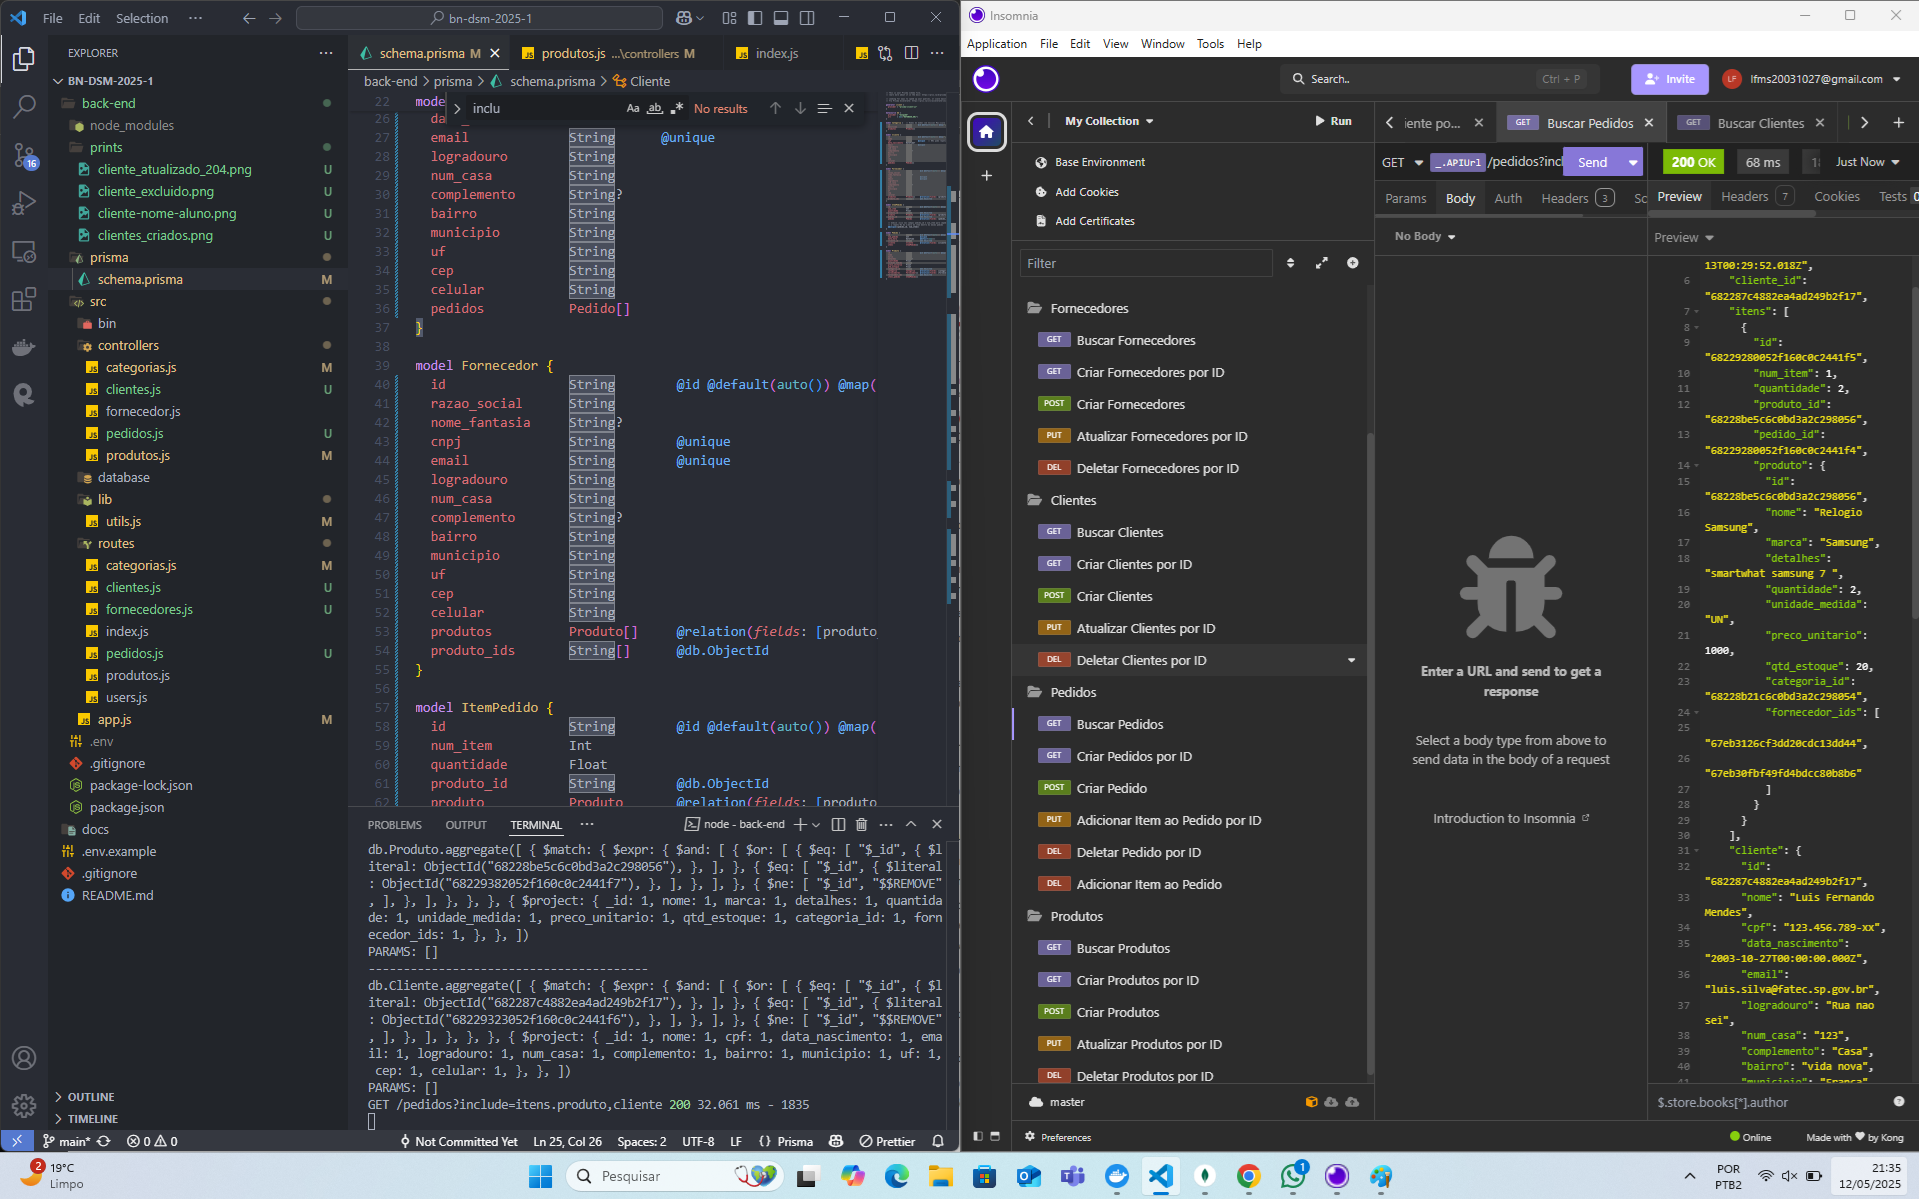 File Edit Selection ··· bn-dsm-2025-1
EXPLORER
BN-DSM-2025-1
back-end
node_modules
prints
cliente_atualizado_204.png U
cliente_excluido.png U
cliente-nome-aluno.png U
clientes_criados.png U
prisma
schema.prisma M
src
bin
controllers
categorias.js M
clientes.js U
fornecedor.js
pedidos.js U
produtos.js M
database
lib
utils.js M
routes
categorias.js M
clientes.js U
fornecedores.js U
index.js
pedidos.js U
produtos.js
users.js
app.js M
.env
.gitignore
package-lock.json
package.json
docs
.env.example
.gitignore
README.md
OUTLINE
TIMELINE
16
schema.prisma M produtos.js ...\controllers M index.js
back-end > prisma > schema.prisma > Cliente
inclu Aa ab No results
22 mode
26 da
27 email String @unique
28 logradouro String
29 num_casa String
30 complemento String?
31 bairro String
32 municipio String
33 uf String
34 cep String
35 celular String
36 pedidos Pedido[]
37 }
38
39 model Fornecedor {
40 id String @id @default(auto()) @map(
41 razao_social String
42 nome_fantasia String?
43 cnpj String @unique
44 email String @unique
45 logradouro String
46 num_casa String
47 complemento String?
48 bairro String
49 municipio String
50 uf String
51 cep String
52 celular String
53 produtos Produto[] @relation(fields: [produto_
54 produto_ids String[] @db.ObjectId
55 }
56
57 model ItemPedido {
58 id String @id @default(auto()) @map(
59 num_item Int
60 quantidade Float
61 produto_id String @db.ObjectId
62 produto Produto @relation(fields: [produto
PROBLEMS OUTPUT TERMINAL ··· node - back-end
db.Produto.aggregate([ { $match: { $expr: { $and: [ { $or: [ { $eq: [ "$_id", { $l
iteral: ObjectId("68228be5c6c0bd3a2c298056"), }, ], }, { $eq: [ "$_id", { $literal
: ObjectId("68229382052f160c0c2441f7"), }, ], }, ], }, { $ne: [ "$_id", "$$REMOVE"
, ], }, ], }, }, }, { $project: { _id: 1, nome: 1, marca: 1, detalhes: 1, quantida
de: 1, unidade_medida: 1, preco_unitario: 1, qtd_estoque: 1, categoria_id: 1, forn
ecedor_ids: 1, }, }, ])
PARAMS: []
----------------------------------------
db.Cliente.aggregate([ { $match: { $expr: { $and: [ { $or: [ { $eq: [ "$_id", { $l
iteral: ObjectId("682287c4882ea4ad249b2f17"), }, ], }, { $eq: [ "$_id", { $literal
: ObjectId("68229323052f160c0c2441f6"), }, ], }, ], }, { $ne: [ "$_id", "$$REMOVE"
, ], }, ], }, }, }, { $project: { _id: 1, nome: 1, cpf: 1, data_nascimento: 1, ema
il: 1, logradouro: 1, num_casa: 1, complemento: 1, bairro: 1, municipio: 1, uf: 1,
cep: 1, celular: 1, }, }, ])
PARAMS: []
GET /pedidos?include=itens.produto,cliente 200 32.061 ms - 1835
main* 0 0 Not Committed Yet Ln 25, Col 26 Spaces: 2 UTF-8 LF {} Prisma Prettier
Insomnia
Application File Edit View Window Tools Help
Search.. Ctrl + P Invite LF lfms20031027@gmail.com
My Collection Run
Base Environment
Add Cookies
Add Certificates
Filter
Fornecedores
GET Buscar Fornecedores
GET Criar Fornecedores por ID
POST Criar Fornecedores
PUT Atualizar Fornecedores por ID
DEL Deletar Fornecedores por ID
Clientes
GET Buscar Clientes
GET Criar Clientes por ID
POST Criar Clientes
PUT Atualizar Clientes por ID
DEL Deletar Clientes por ID
Pedidos
GET Buscar Pedidos
GET Criar Pedidos por ID
POST Criar Pedido
PUT Adicionar Item ao Pedido por ID
DEL Deletar Pedido por ID
DEL Adicionar Item ao Pedido
Produtos
GET Buscar Produtos
GET Criar Produtos por ID
POST Criar Produtos
PUT Atualizar Produtos por ID
DEL Deletar Produtos por ID
master
Preferences
iente po... GET Buscar Pedidos GET Buscar Clientes
GET _.APIUrl /pedidos?incl Send
Params Body Auth Headers 3 Sc
No Body
Enter a URL and send to get a
response
Select a body type from above to
send data in the body of a request
Introduction to Insomnia
200 OK 68 ms Just Now
Preview Headers 7 Cookies Tests 0
Preview
13T00:29:52.018Z",
6 "cliente_id":
"682287c4882ea4ad249b2f17",
7 "itens": [
8 {
9 "id":
"68229280052f160c0c2441f5",
10 "num_item": 1,
11 "quantidade": 2,
12 "produto_id":
"68228be5c6c0bd3a2c298056",
13 "pedido_id":
"68229280052f160c0c2441f4",
14 "produto": {
15 "id":
"68228be5c6c0bd3a2c298056",
16 "nome": "Relogio
Samsung",
17 "marca": "Samsung",
18 "detalhes":
"smartwhat samsung 7 ",
19 "quantidade": 2,
20 "unidade_medida":
"UN",
21 "preco_unitario":
1000,
22 "qtd_estoque": 20,
23 "categoria_id":
"68228b21c6c0bd3a2c298054",
24 "fornecedor_ids": [
25
"67eb3126cf3dd20cdc13dd44",
26
"67eb30fbf49fd4bdcc80b8b6"
27 ]
28 }
29 }
30 ],
31 "cliente": {
32 "id":
"682287c4882ea4ad249b2f17",
33 "nome": "Luis Fernando
Mendes",
34 "cpf": "123.456.789-xx",
35 "data_nascimento":
"2003-10-27T00:00:00.000Z",
36 "email":
"luis.silva@fatec.sp.gov.br",
37 "logradouro": "Rua nao
sei",
38 "num_casa": "123",
39 "complemento": "Casa",
40 "bairro": "vida nova",
41 "municipio": "Franca",
$.store.books[*].author
Online Made with ♥ by Kong
2 19°C
Limpo
Pesquisar
1
POR
PTB2
21:35
12/05/2025